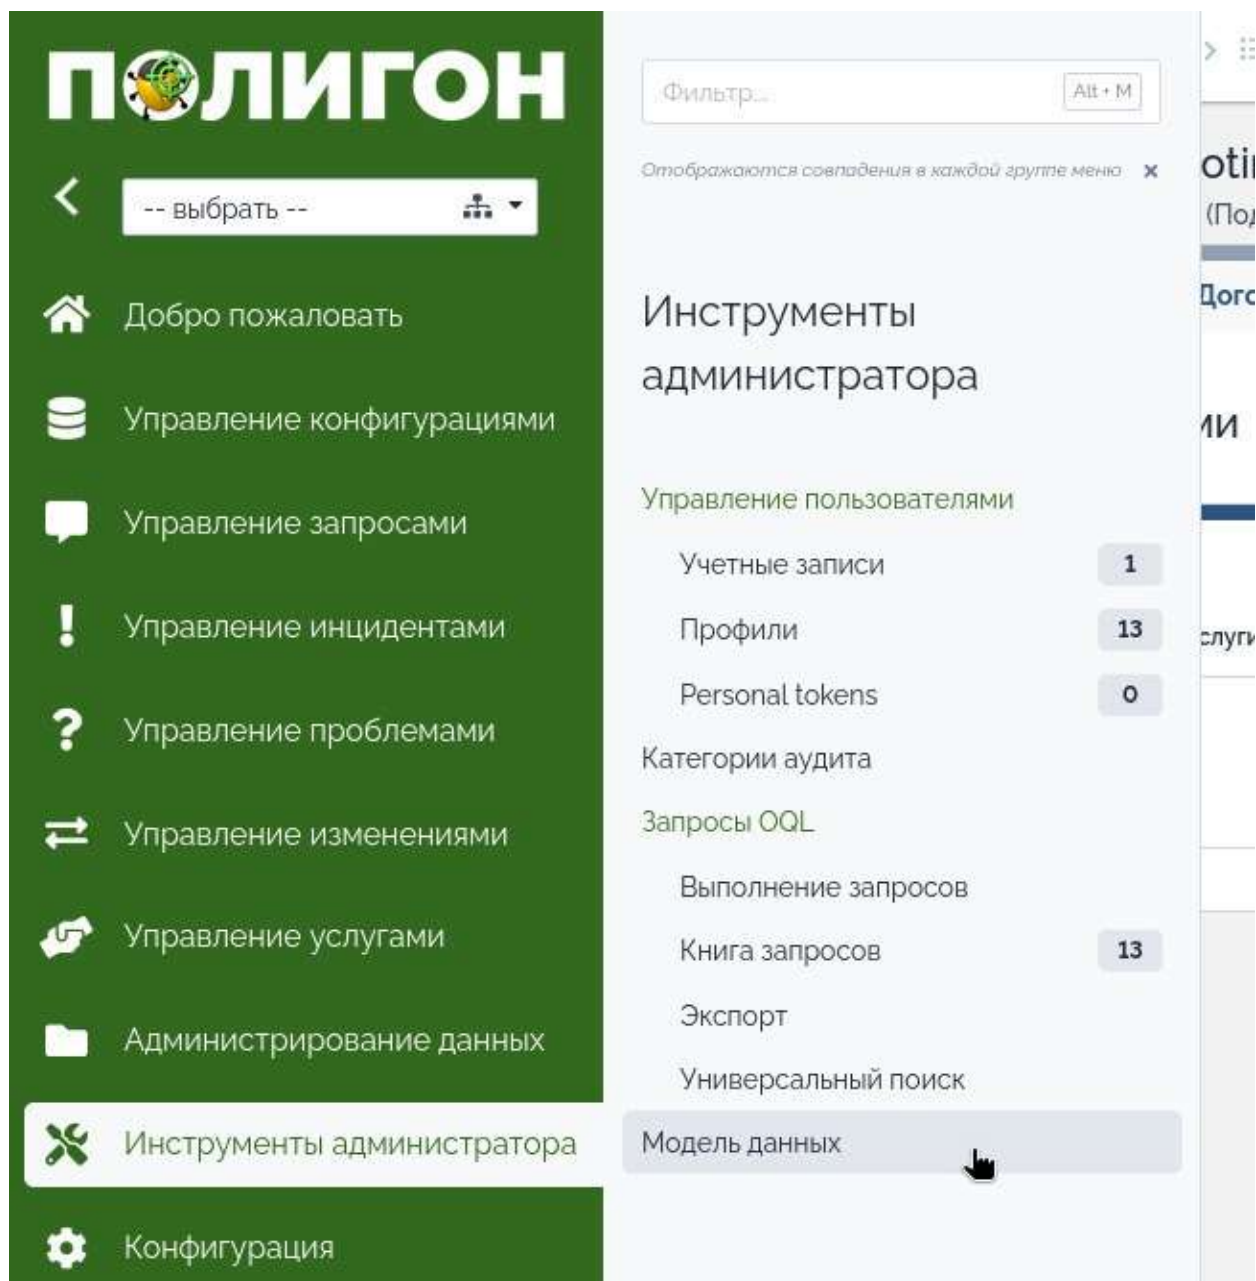 ПОЛИГОН
-- выбрать --
Добро пожаловать
Управление конфигурациями
Управление запросами
Управление инцидентами
Управление проблемами
Управление изменениями
Управление услугами
Администрирование данных
Инструменты администратора
Конфигурация
Фильтр...
Alt + M
Отображаются совпадения в каждой группе меню
Инструменты
администратора
Управление пользователями
Учетные записи 1
Профили 13
Personal tokens 0
Категории аудита
Запросы OQL
Выполнение запросов
Книга запросов 13
Экспорт
Универсальный поиск
Модель данных